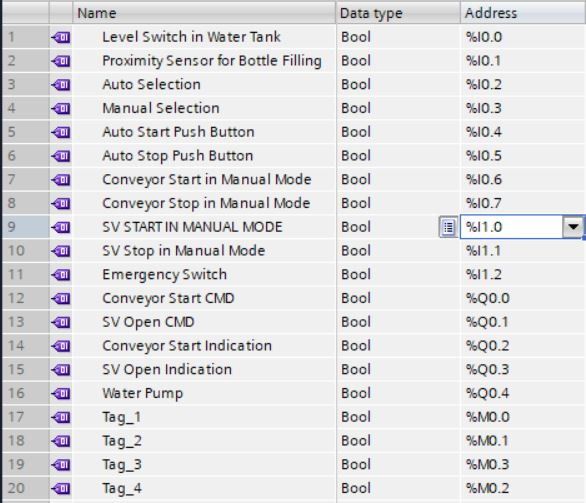 Name Data type Address
1 Level Switch in Water Tank Bool %I0.0
2 Proximity Sensor for Bottle Filling Bool %I0.1
3 Auto Selection Bool %I0.2
4 Manual Selection Bool %I0.3
5 Auto Start Push Button Bool %I0.4
6 Auto Stop Push Button Bool %I0.5
7 Conveyor Start in Manual Mode Bool %I0.6
8 Conveyor Stop in Manual Mode Bool %I0.7
9 SV START IN MANUAL MODE Bool %I1.0
10 SV Stop in Manual Mode Bool %I1.1
11 Emergency Switch Bool %I1.2
12 Conveyor Start CMD Bool %Q0.0
13 SV Open CMD Bool %Q0.1
14 Conveyor Start Indication Bool %Q0.2
15 SV Open Indication Bool %Q0.3
16 Water Pump Bool %Q0.4
17 Tag_1 Bool %M0.0
18 Tag_2 Bool %M0.1
19 Tag_3 Bool %M0.3
20 Tag_4 Bool %M0.2